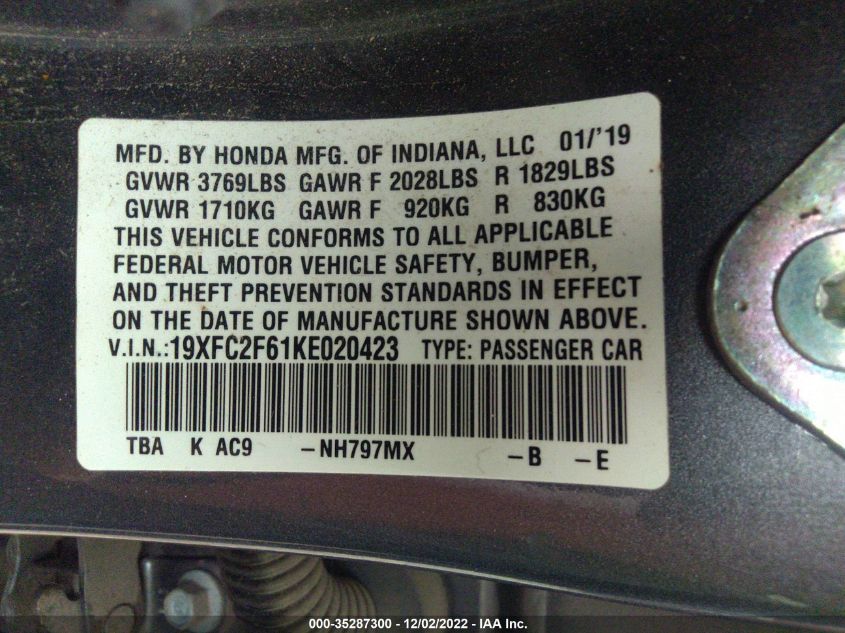 MFD. BY HONDA MFG. OF INDIANA, LLC 01/'19
GVWR 3769LBS GAWR F 2028LBS R 1829LBS
GVWR 1710KG GAWR F 920KG R 830KG
THIS VEHICLE CONFORMS TO ALL APPLICABLE
FEDERAL MOTOR VEHICLE SAFETY, BUMPER,
AND THEFT PREVENTION STANDARDS IN EFFECT
ON THE DATE OF MANUFACTURE SHOWN ABOVE.
V.I.N.:19XFC2F61KE020423 TYPE: PASSENGER CAR
TBA K AC9 -NH797MX -B -E
000-35287300 - 12/02/2022 - IAA Inc.